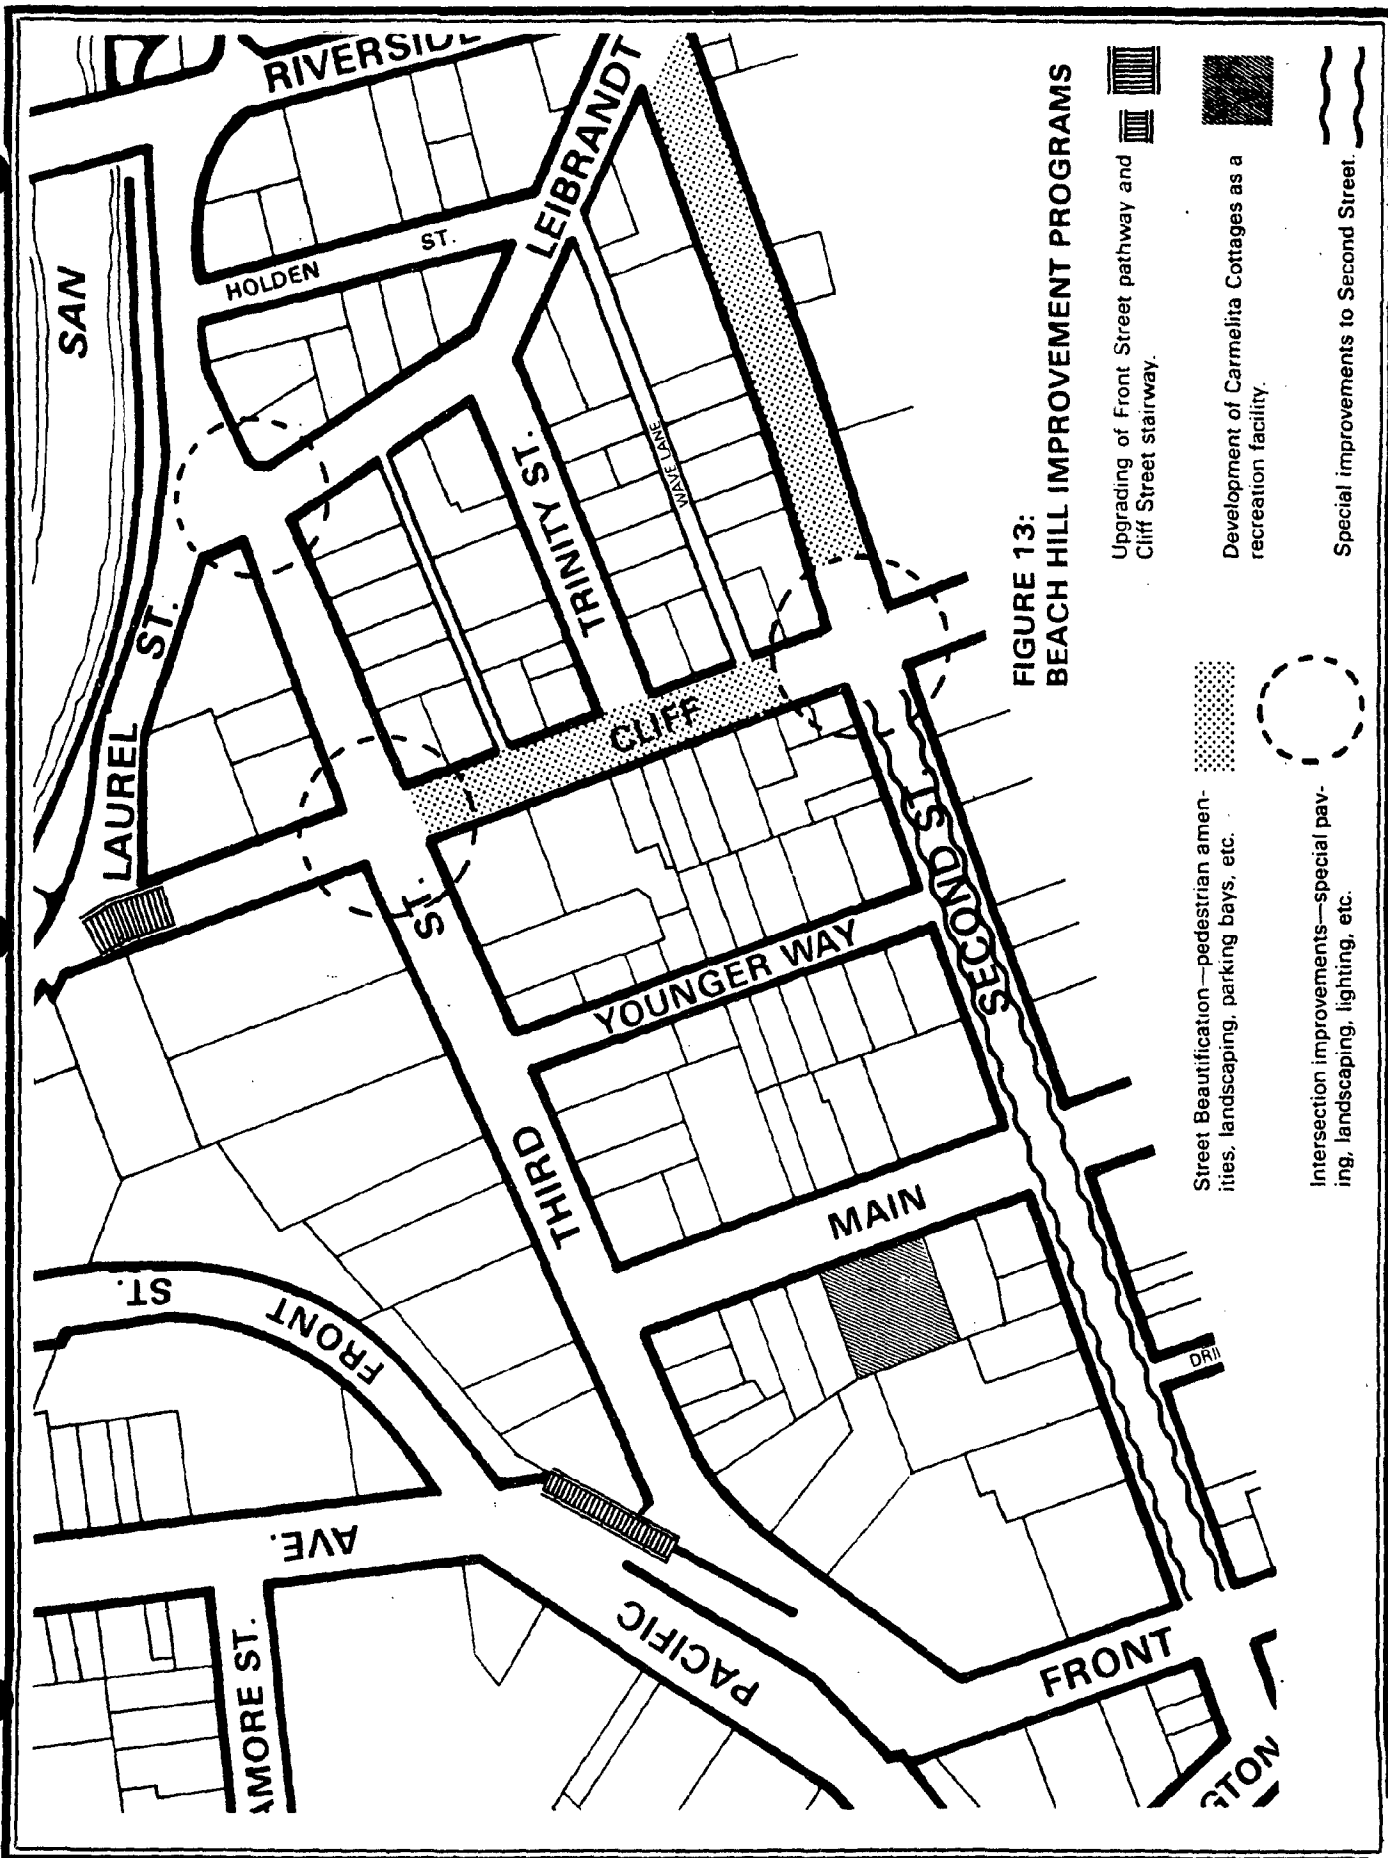 RIVERSIDE
SAN
HOLDEN
ST.
LEIBRANDT
LAUREL
ST.
TRINITY ST.
WAVE LANE
CLIFF
ST.
THIRD
YOUNGER WAY
SECOND ST.
MAIN
FRONT
ST.
AVE.
PACIFIC
AMORE ST.
FRONT
GTON
DRI
FIGURE 13:
BEACH HILL IMPROVEMENT PROGRAMS
Street Beautification—pedestrian amen-
ities, landscaping, parking bays, etc.
Intersection improvements—special pav-
ing, landscaping, lighting, etc.
Upgrading of Front Street pathway and
Cliff Street stairway.
Development of Carmelita Cottages as a
recreation facility.
Special improvements to Second Street.